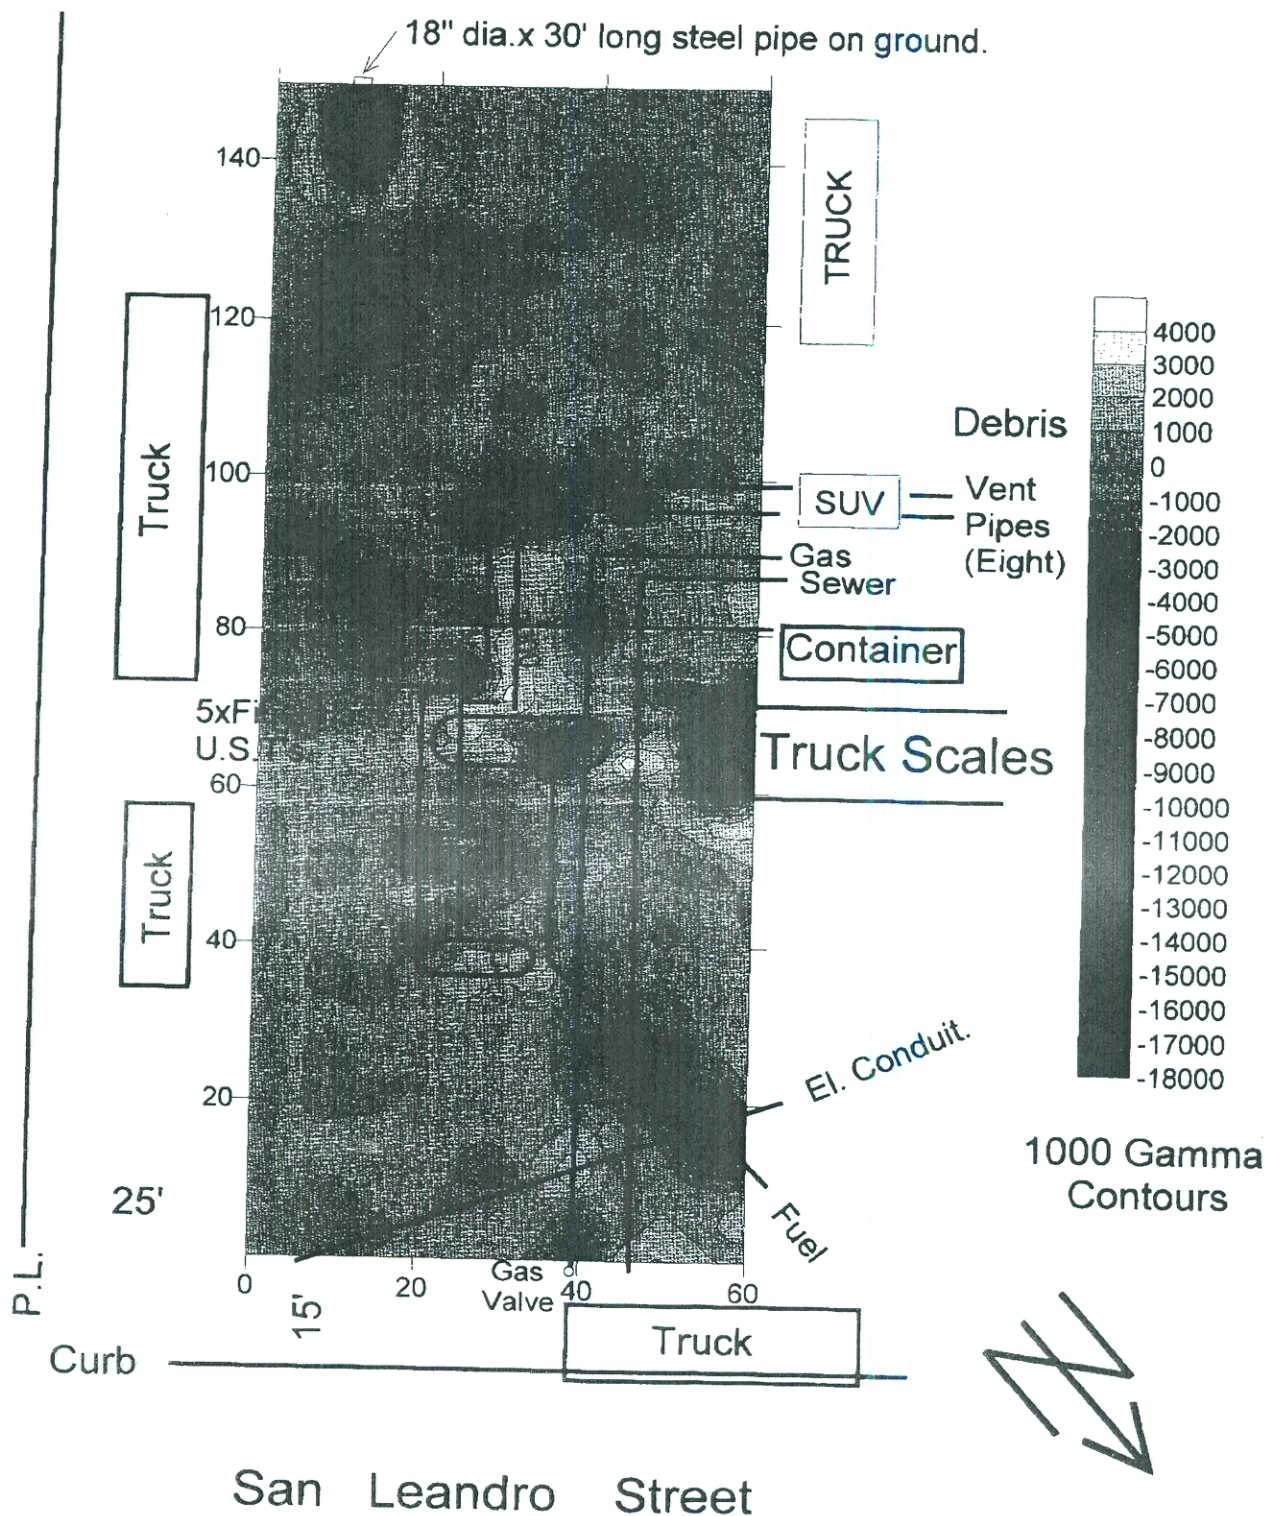 18" dia.x 30' long steel pipe on ground.
140
TRUCK
120
4000
3000
2000
1000
0
-1000
-2000
-3000
-4000
-5000
-6000
-7000
-8000
-9000
-10000
-11000
-12000
-13000
-14000
-15000
-16000
-17000
-18000
Debris
Truck
100
SUV
Vent
Pipes
(Eight)
Gas
Sewer
80
Container
5xFi
U.S.
Truck Scales
60
Truck
40
El. Conduit.
20
1000 Gamma
Contours
25'
Fuel
P.L.
0
20
40
60
Gas
Valve
15'
Truck
Curb
San Leandro Street